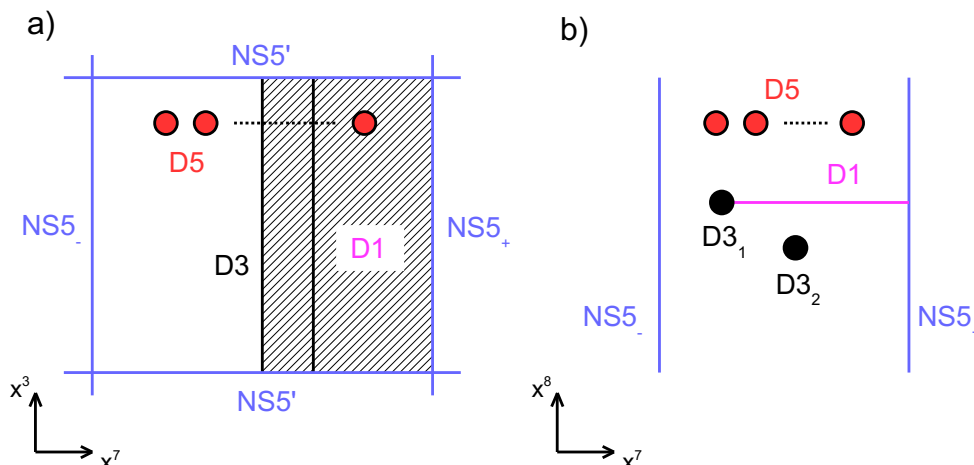 a)
NS5'
D5
NS5-
D3
D1
NS5+
NS5'
x3
x7
b)
D5
D1
D31
D32
NS5-
NS5
x8
x7